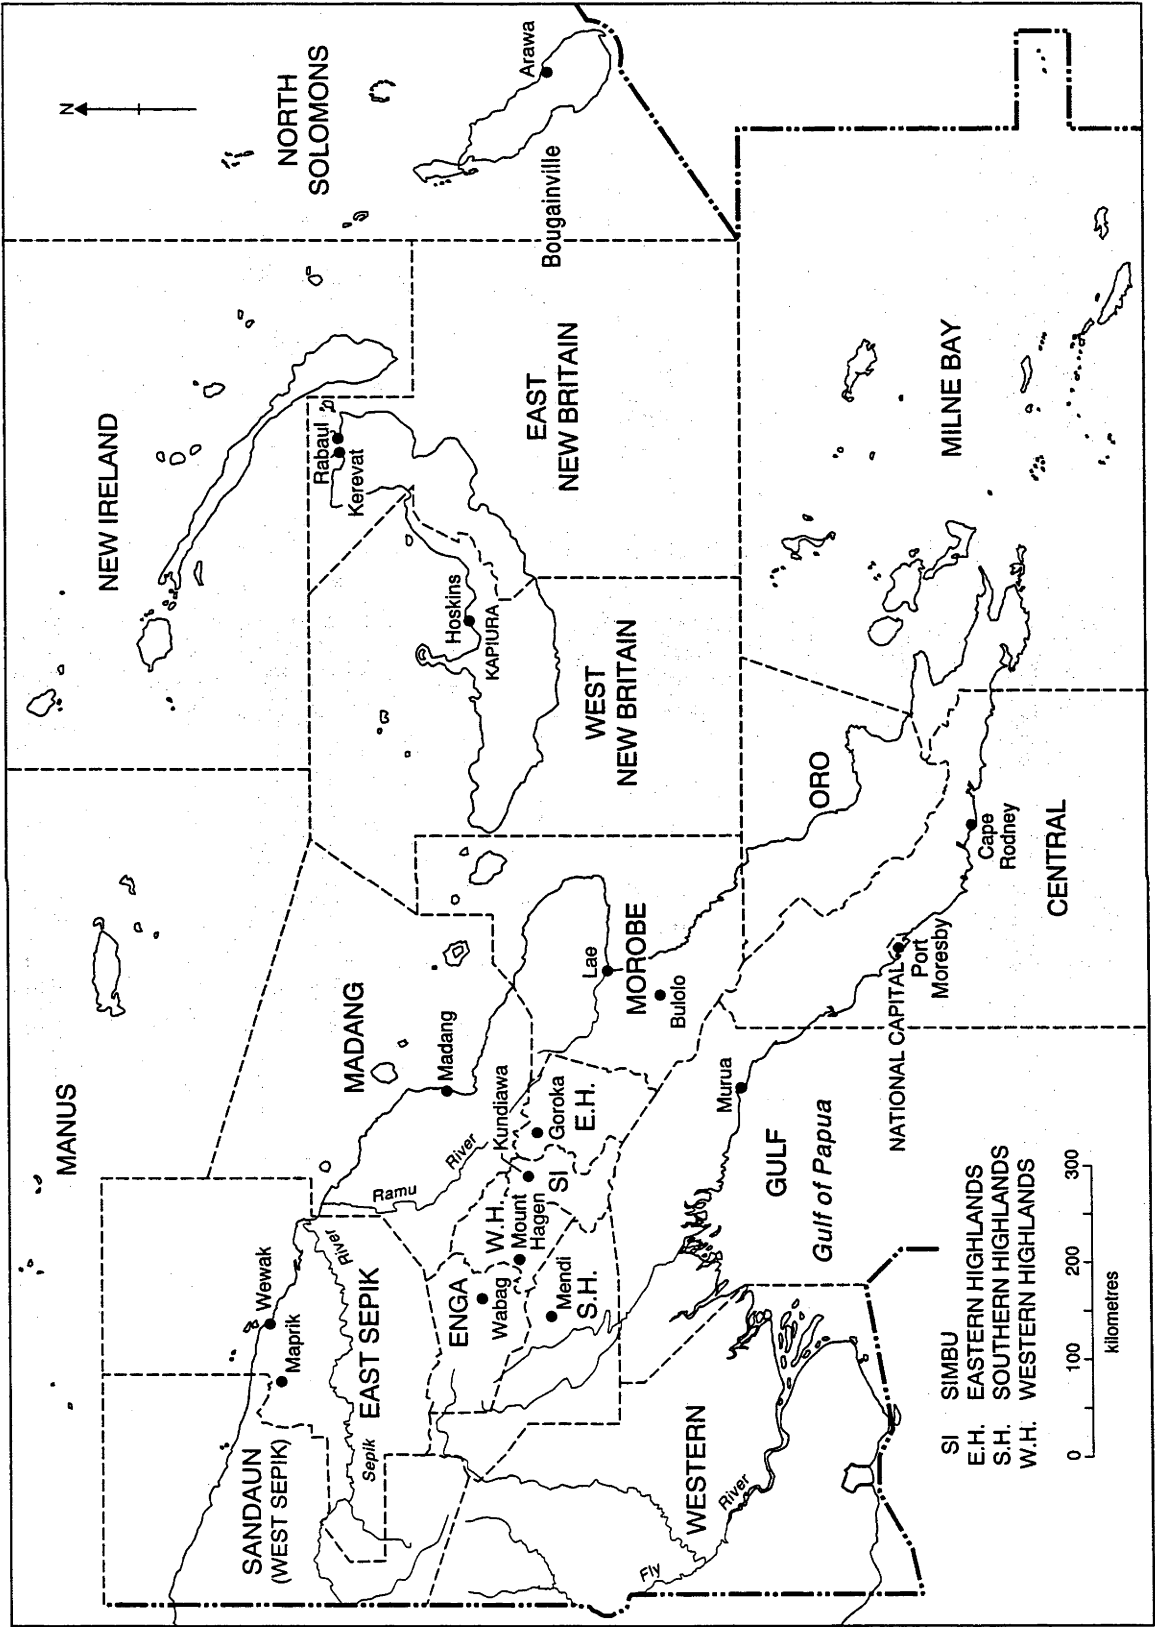 N
MANUS
NEW IRELAND
NORTH
SOLOMONS
Arawa
Bougainville
Rabaul
Kerevat
EAST
NEW BRITAIN
Hoskins
KAPIURA
WEST
NEW BRITAIN
SANDAUN
(WEST SEPIK)
Maprik
Wewak
EAST SEPIK
Sepik
River
MADANG
Madang
Ramu
River
ENGA
Wabag
W.H.
Mount
Hagen
Kundiawa
SI
Goroka
E.H.
Mendi
S.H.
Lae
MOROBE
Bulolo
WESTERN
Fly
River
GULF
Murua
Gulf of Papua
NATIONAL CAPITAL
Port
Moresby
ORO
Cape
Rodney
CENTRAL
MILNE BAY
SI SIMBU
E.H. EASTERN HIGHLANDS
S.H. SOUTHERN HIGHLANDS
W.H. WESTERN HIGHLANDS
0 100 200 300
kilometres